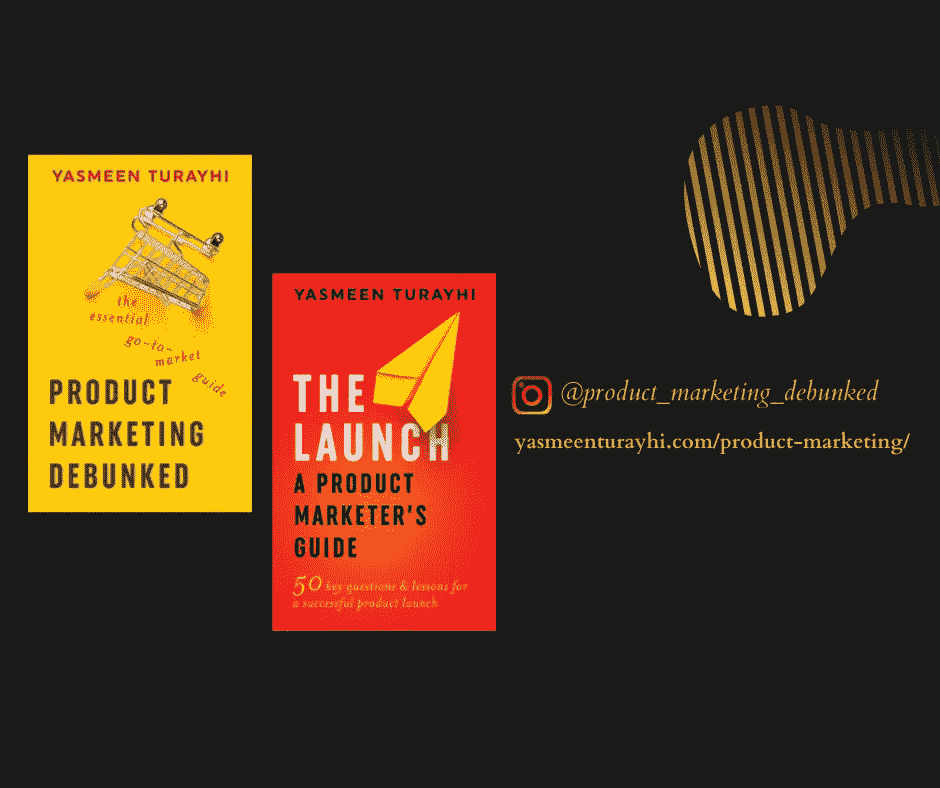 YASMEEN TURAYHI
the
essential
go-to-
market
guide
PRODUCT
MARKETING
DEBUNKED
YASMEEN TURAYHI
THE
LAUNCH
A PRODUCT
MARKETER'S
GUIDE
50 key questions & lessons for
a successful product launch
@product_marketing_debunked
yasmeenturayhi.com/product-marketing/